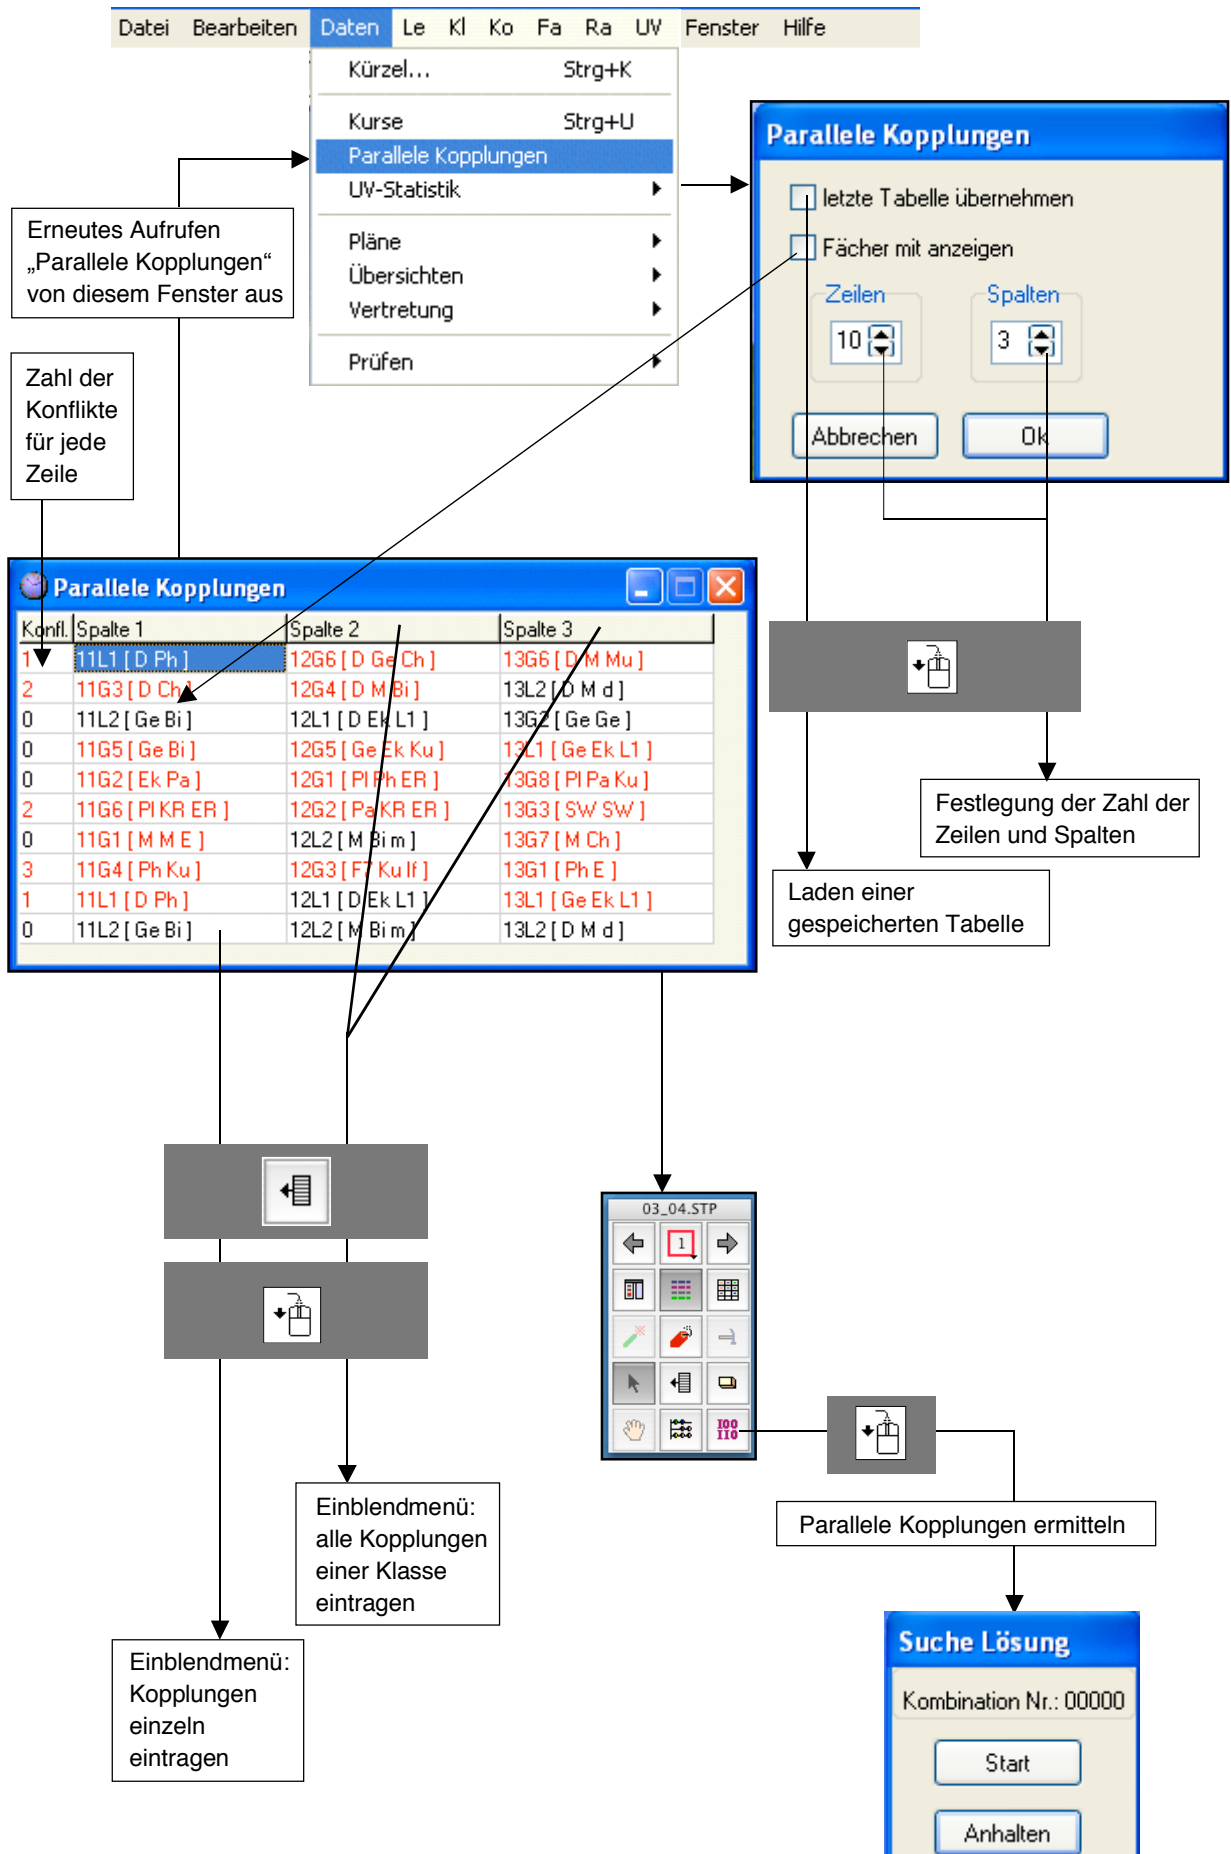 Datei Bearbeiten Daten Le Kl Ko Fa Ra UV Fenster Hilfe
Kürzel... Strg+K
Kurse Strg+U
Parallele Kopplungen
UV-Statistik
Pläne
Übersichten
Vertretung
Prüfen
Parallele Kopplungen
letzte Tabelle übernehmen
Fächer mit anzeigen
Zeilen Spalten
10 3
Abbrechen Ok
Erneutes Aufrufen
„Parallele Kopplungen“
von diesem Fenster aus
Zahl der
Konflikte
für jede
Zeile
Parallele Kopplungen
Konfl. Spalte 1 Spalte 2 Spalte 3
1 11L1 [ D Ph ] 12G6 [ D Ge Ch ] 13G6 [ D M Mu ]
2 11G3 [ D Ch ] 12G4 [ D M Bi ] 13L2 [ D M d ]
0 11L2 [ Ge Bi ] 12L1 [ D Ek L1 ] 13G2 [ Ge Ge ]
0 11G5 [ Ge Bi ] 12G5 [ Ge Ek Ku ] 13L1 [ Ge Ek L1 ]
0 11G2 [ Ek Pa ] 12G1 [ Pl Ph ER ] 13G8 [ Pl Pa Ku ]
2 11G6 [ Pl KR ER ] 12G2 [ Pa KR ER ] 13G3 [ SW SW ]
0 11G1 [ M M E ] 12L2 [ M Bi m ] 13G7 [ M Ch ]
3 11G4 [ Ph Ku ] 12G3 [ F7 Ku If ] 13G1 [ Ph E ]
1 11L1 [ D Ph ] 12L1 [ D Ek L1 ] 13L1 [ Ge Ek L1 ]
0 11L2 [ Ge Bi ] 12L2 [ M Bi m ] 13L2 [ D M d ]
Festlegung der Zahl der
Zeilen und Spalten
Laden einer
gespeicherten Tabelle
03_04.STP
1
100
110
Einblendmenü:
alle Kopplungen
einer Klasse
eintragen
Einblendmenü:
Kopplungen
einzeln
eintragen
Parallele Kopplungen ermitteln
Suche Lösung
Kombination Nr.: 00000
Start
Anhalten